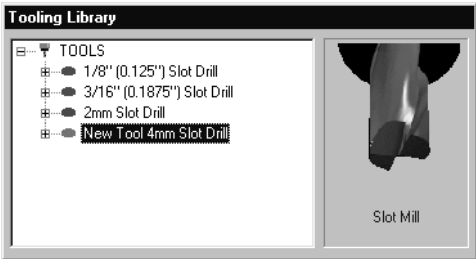 Tooling Library
TOOLS
1/8" (0.125") Slot Drill
3/16" (0.1875") Slot Drill
2mm Slot Drill
New Tool 4mm Slot Drill
Slot Mill